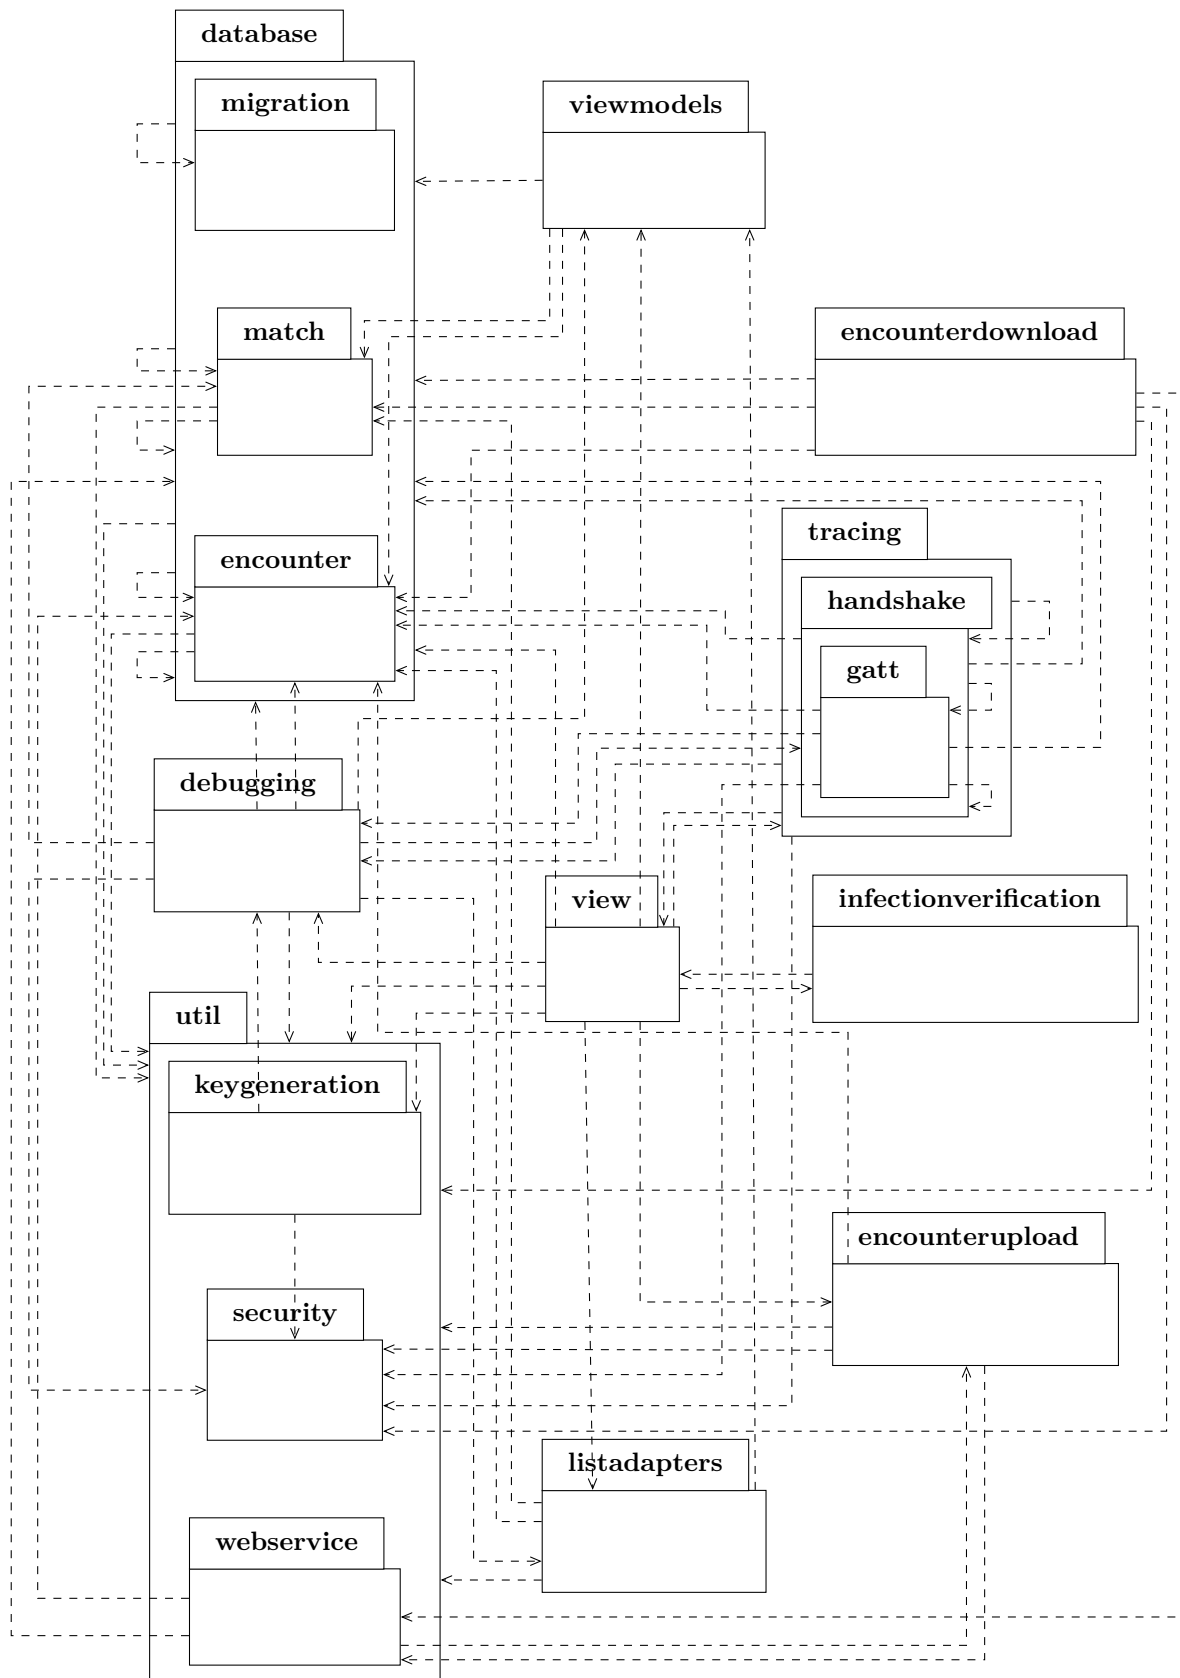 database
migration
viewmodels
match
encounterdownload
tracing
encounter
handshake
gatt
debugging
view
infectionverification
util
keygeneration
encounterupload
security
listadapters
webservice